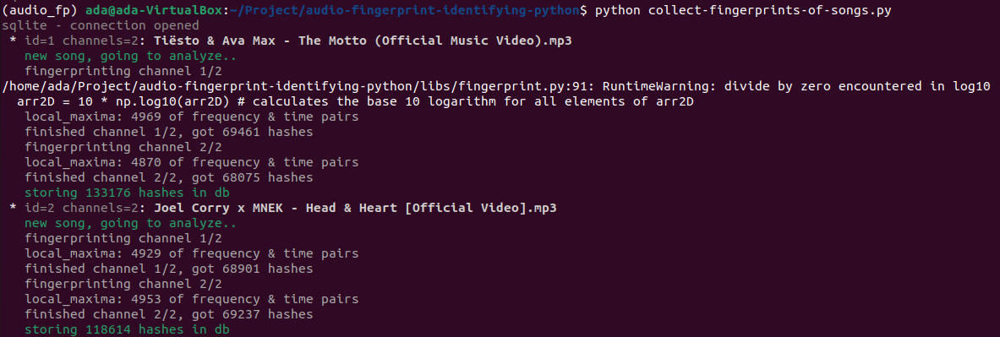 (audio_fp) ada@ada-VirtualBox:~/Project/audio-fingerprint-identifying-python$ python collect-fingerprints-of-songs.py
sqlite - connection opened
* id=1 channels=2: Tiësto & Ava Max - The Motto (Official Music Video).mp3
new song, going to analyze..
fingerprinting channel 1/2
/home/ada/Project/audio-fingerprint-identifying-python/libs/fingerprint.py:91: RuntimeWarning: divide by zero encountered in log10
arr2D = 10 * np.log10(arr2D) # calculates the base 10 logarithm for all elements of arr2D
local_maxima: 4969 of frequency & time pairs
finished channel 1/2, got 69461 hashes
fingerprinting channel 2/2
local_maxima: 4870 of frequency & time pairs
finished channel 2/2, got 68075 hashes
storing 133176 hashes in db
* id=2 channels=2: Joel Corry x MNEK - Head & Heart [Official Video].mp3
new song, going to analyze..
fingerprinting channel 1/2
local_maxima: 4929 of frequency & time pairs
finished channel 1/2, got 68901 hashes
fingerprinting channel 2/2
local_maxima: 4953 of frequency & time pairs
finished channel 2/2, got 69237 hashes
storing 118614 hashes in db